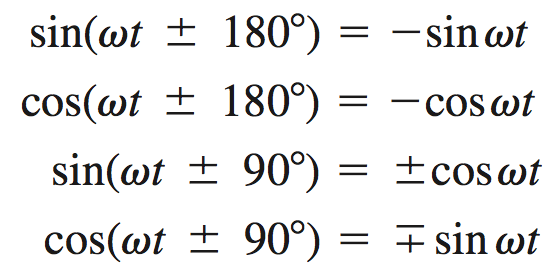 sin(ωt ± 180°) = −sin ωt
cos(ωt ± 180°) = −cos ωt
sin(ωt ± 90°) = ±cos ωt
cos(ωt ± 90°) = ∓sin ωt